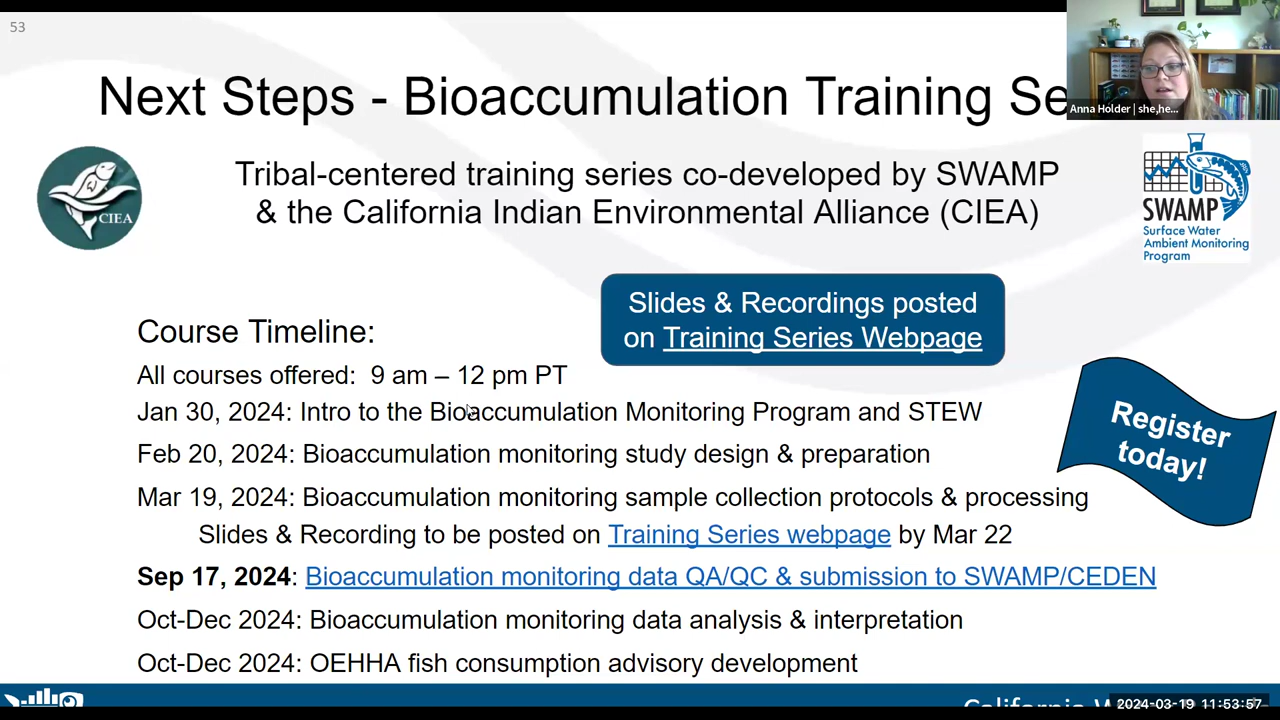 53
Next Steps - Bioaccumulation Training Se
Anna Holder | she,he...
CIEA
Tribal-centered training series co-developed by SWAMP
& the California Indian Environmental Alliance (CIEA)
SWAMP
Surface Water
Ambient Monitoring
Program
Slides & Recordings posted
on Training Series Webpage
Course Timeline:
All courses offered: 9 am – 12 pm PT
Jan 30, 2024: Intro to the Bioaccumulation Monitoring Program and STEW
Register
today!
Feb 20, 2024: Bioaccumulation monitoring study design & preparation
Mar 19, 2024: Bioaccumulation monitoring sample collection protocols & processing
Slides & Recording to be posted on Training Series webpage by Mar 22
Sep 17, 2024: Bioaccumulation monitoring data QA/QC & submission to SWAMP/CEDEN
Oct-Dec 2024: Bioaccumulation monitoring data analysis & interpretation
Oct-Dec 2024: OEHHA fish consumption advisory development
California W
2024-03-19 11:53:57